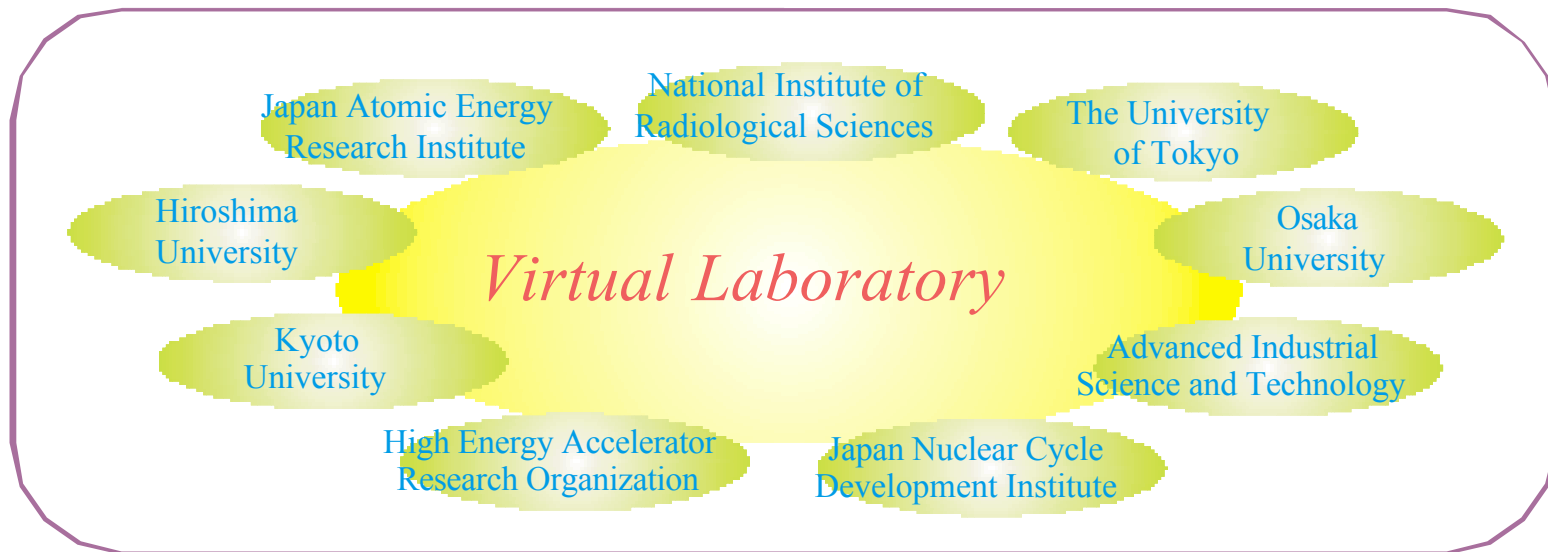 National Institute of
Radiological Sciences
Japan Atomic Energy
Research Institute
The University
of Tokyo
Hiroshima
University
Osaka
University
Virtual Laboratory
Kyoto
University
Advanced Industrial
Science and Technology
High Energy Accelerator
Research Organization
Japan Nuclear Cycle
Development Institute